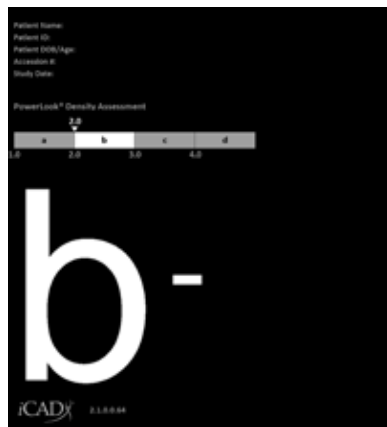 Patient Name:
Patient ID:
Patient DOB/Age:
Accession #:
Study Date:
PowerLook® Density Assessment
2.0
a b c d
1.0 2.0 3.0 4.0
b-
iCAD 2.1.0.0.64